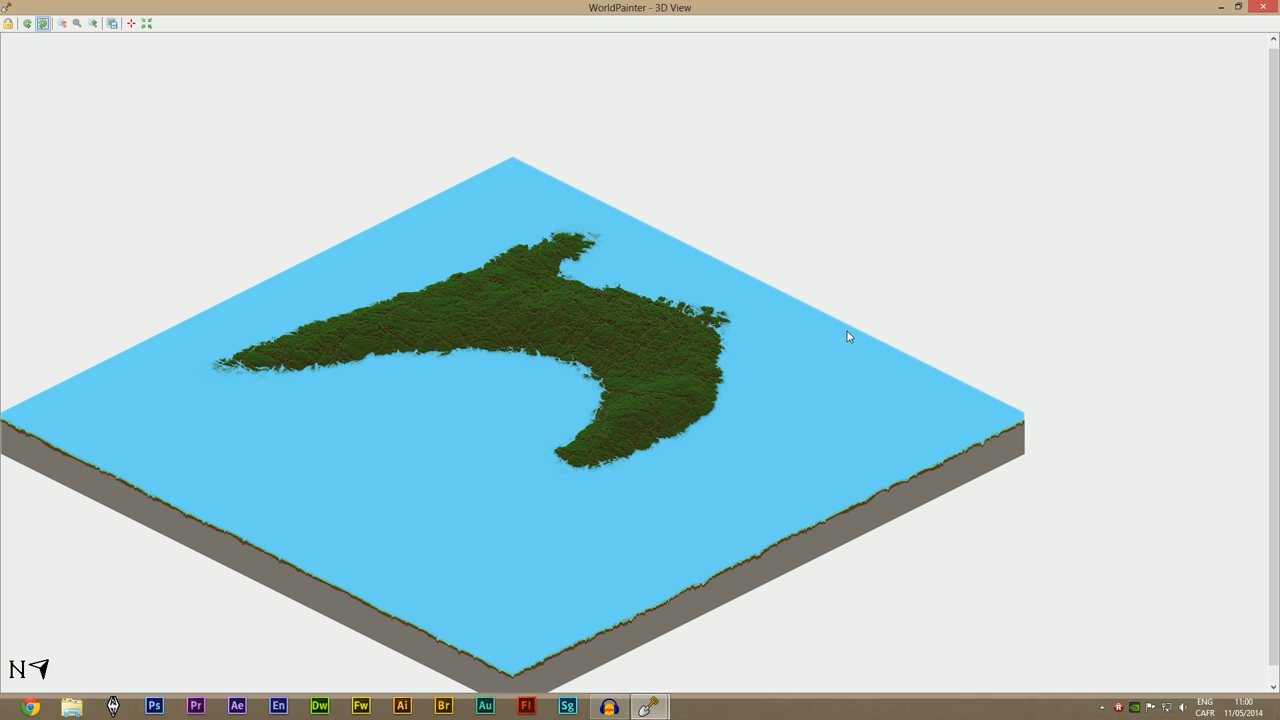 WorldPainter - 3D View
N
Ps
Pr
Ae
En
Dw
Fw
Ai
Br
Au
Fl
Sg
ENG
CAFR
11:00
11/05/2014